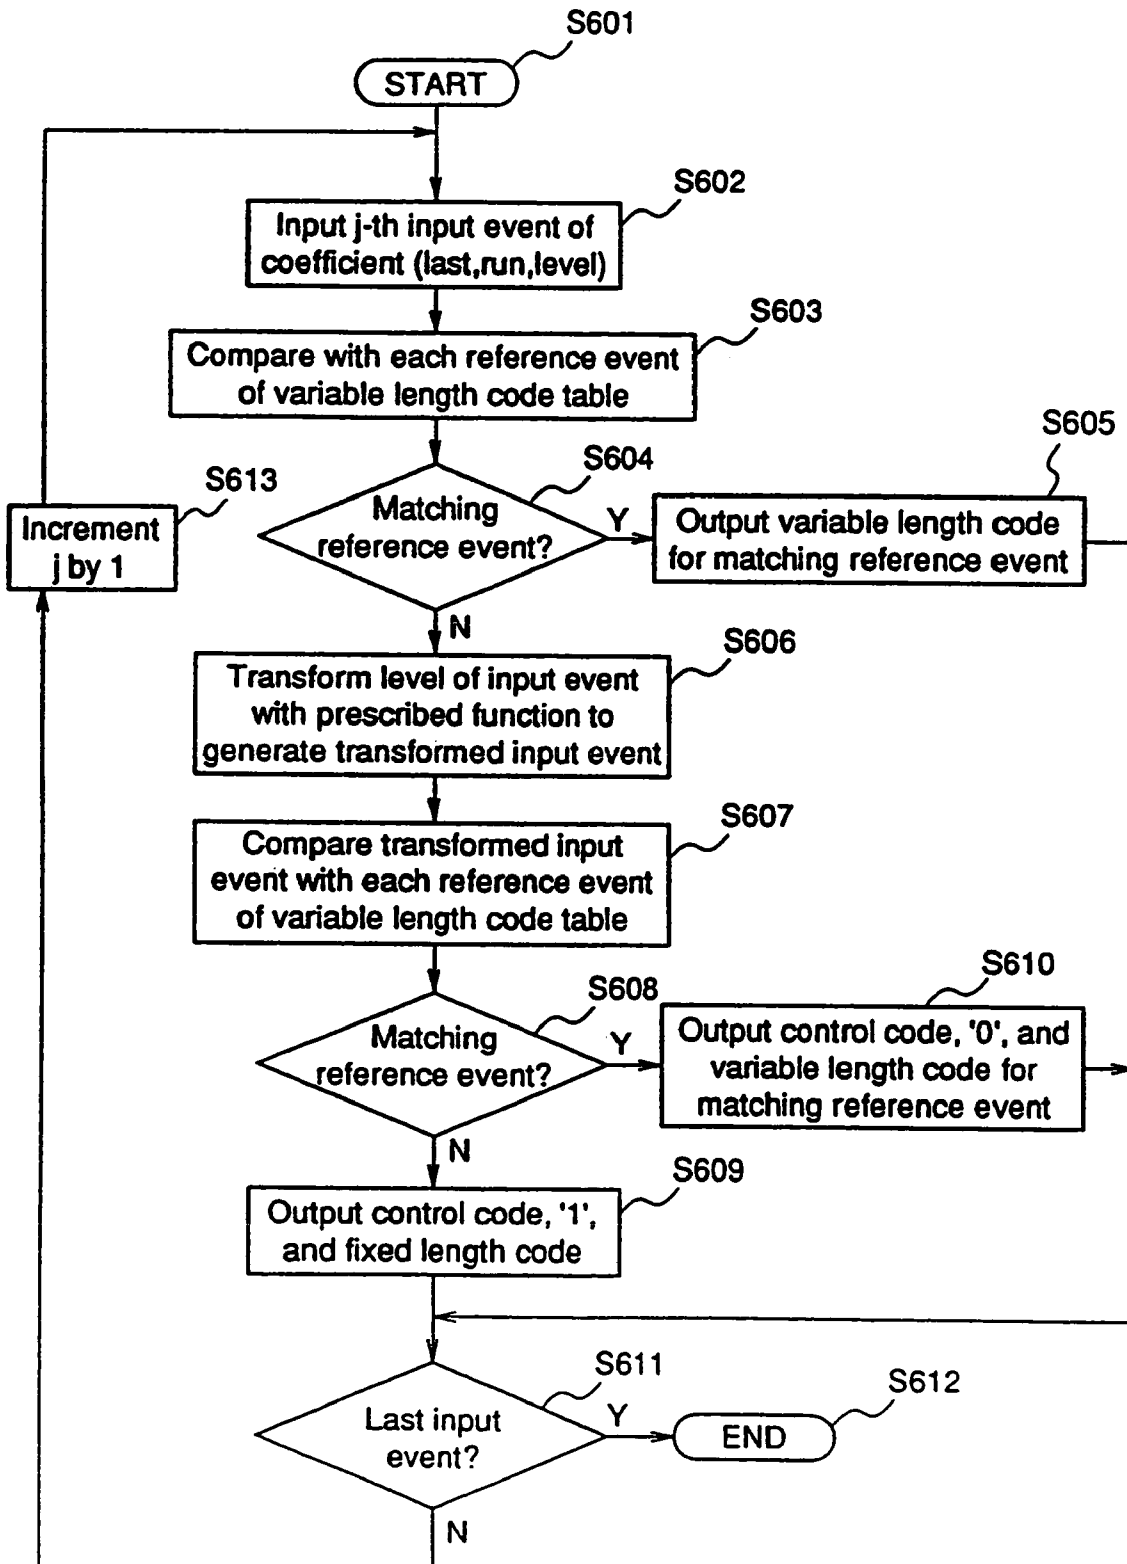 S601
START
S602
Input j-th input event of
coefficient (last,run,level)
S603
Compare with each reference event
of variable length code table
S604
Matching
reference event?
Y
N
S605
Output variable length code
for matching reference event
S613
Increment
j by 1
S606
Transform level of input event
with prescribed function to
generate transformed input event
S607
Compare transformed input
event with each reference event
of variable length code table
S608
Matching
reference event?
Y
N
S610
Output control code, '0', and
variable length code for
matching reference event
S609
Output control code, '1',
and fixed length code
S611
Last input
event?
Y
N
S612
END